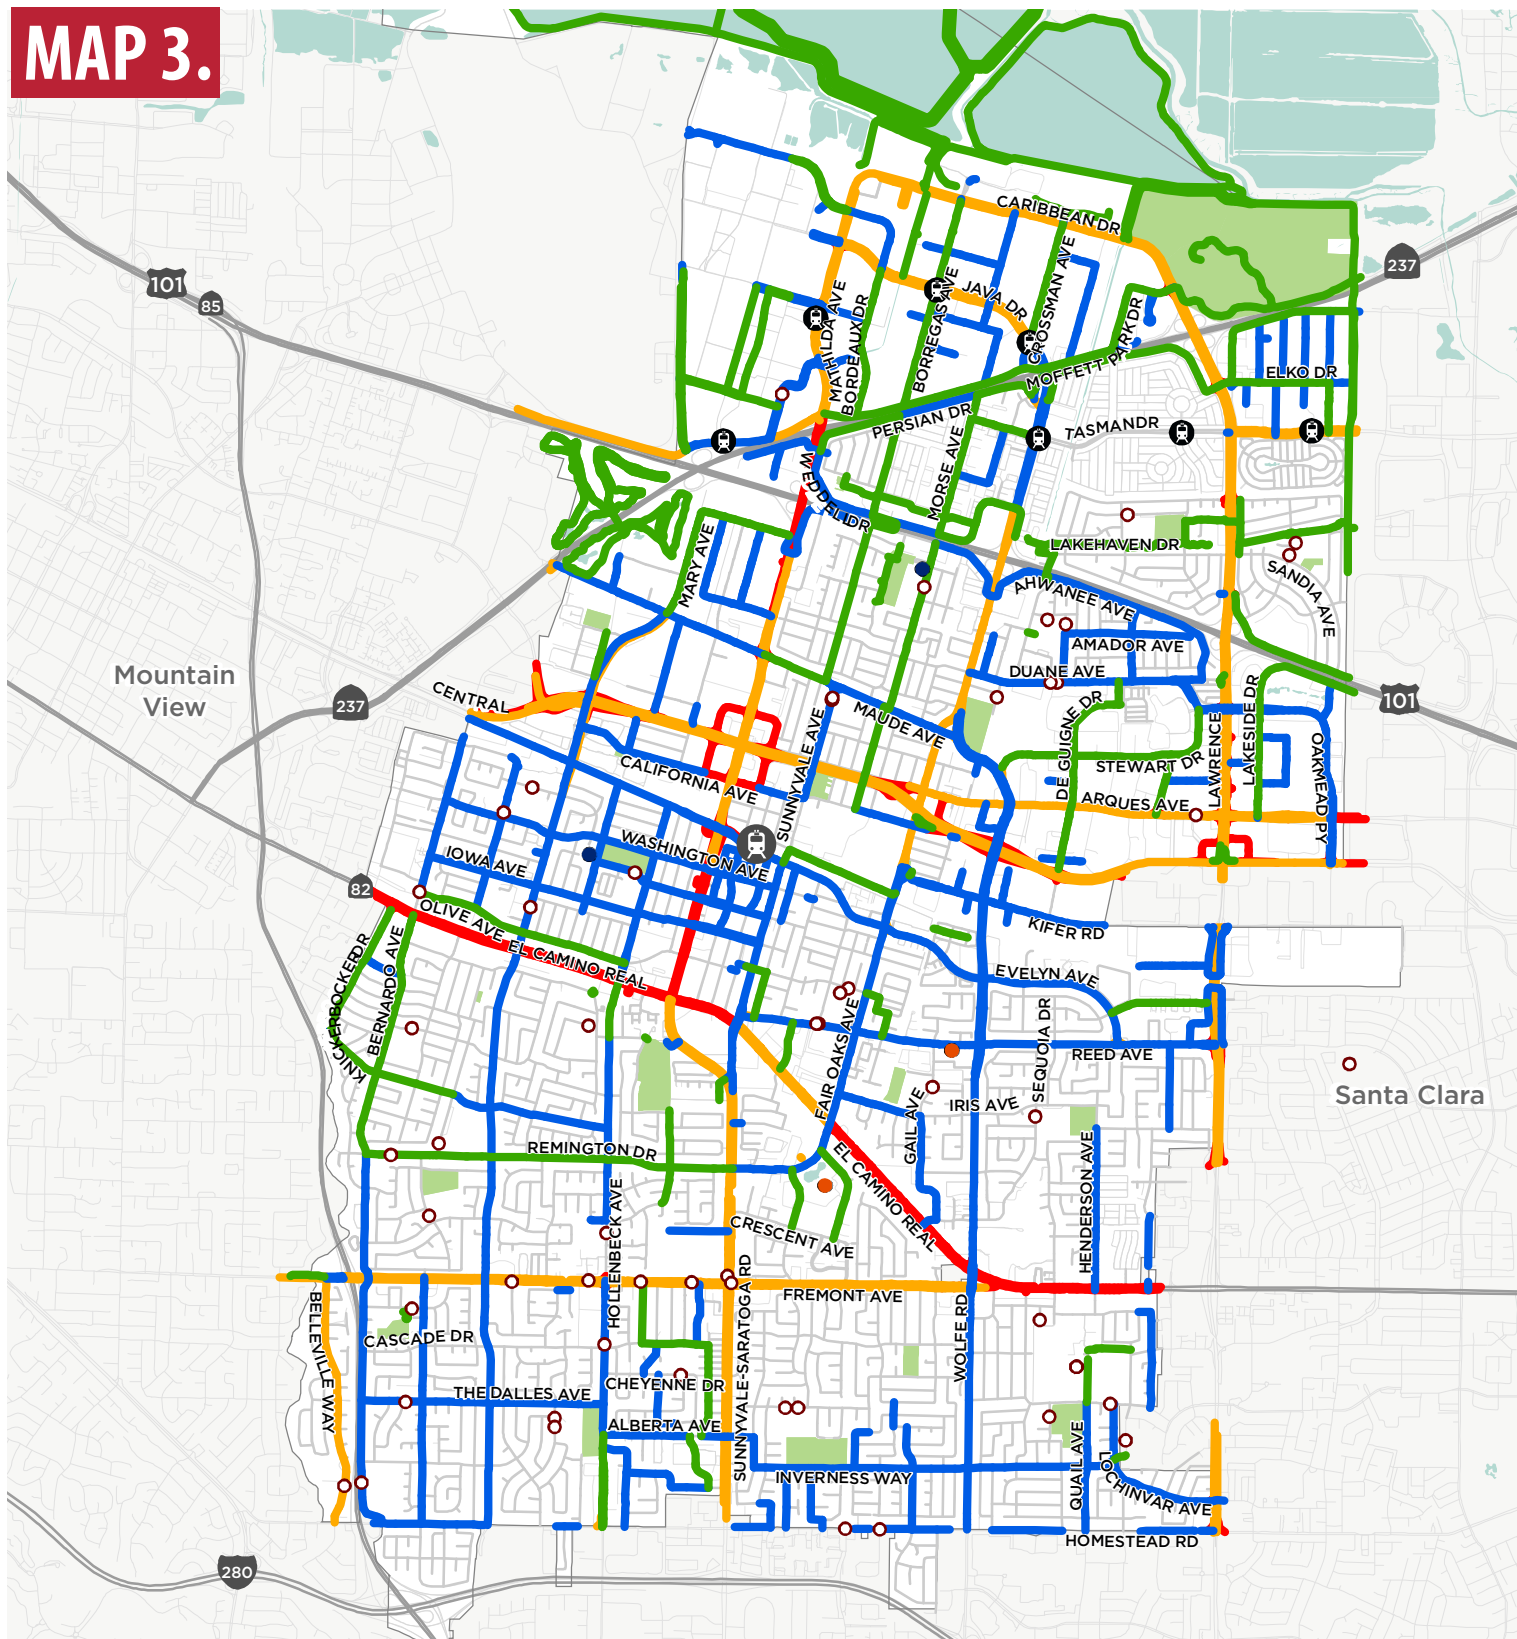 MAP 3.
CARIBBEAN DR
237
101
85
MATHILDA AVE
BORDEAUX DR
BORREGAS AVE
JAVA DR
CROSSMAN AVE
MOFFETT PARK DR
ELKO DR
PERSIAN DR
TASMAN DR
MORSE AVE
WEDDELL DR
LAKEHAVEN DR
MARY AVE
SANDIA AVE
AHWANEE AVE
AMADOR AVE
DUANE AVE
Mountain
View
237
CENTRAL
101
MAUDE AVE
DE GUIGNE DR
LAWRENCE
LAKESIDE DR
OAKMEAD PY
STEWART DR
CALIFORNIA AVE
SUNNYVALE AVE
ARQUES AVE
WASHINGTON AVE
IOWA AVE
82
OLIVE AVE
EL CAMINO REAL
KIFER RD
KNICKERBOCKER DR
BERNARDO AVE
EVELYN AVE
FAIR OAKS AVE
SEQUOIA DR
REED AVE
Santa Clara
GAIL AVE
IRIS AVE
REMINGTON DR
EL CAMINO REAL
HENDERSON AVE
HOLLENBECK AVE
CRESCENT AVE
FREMONT AVE
BELLEVILLE WAY
CASCADE DR
SUNNYVALE-SARATOGA RD
WOLFE RD
THE DALLES AVE
CHEYENNE DR
ALBERTA AVE
INVERNESS WAY
QUAIL AVE
LOCHINVAR AVE
HOMESTEAD RD
280